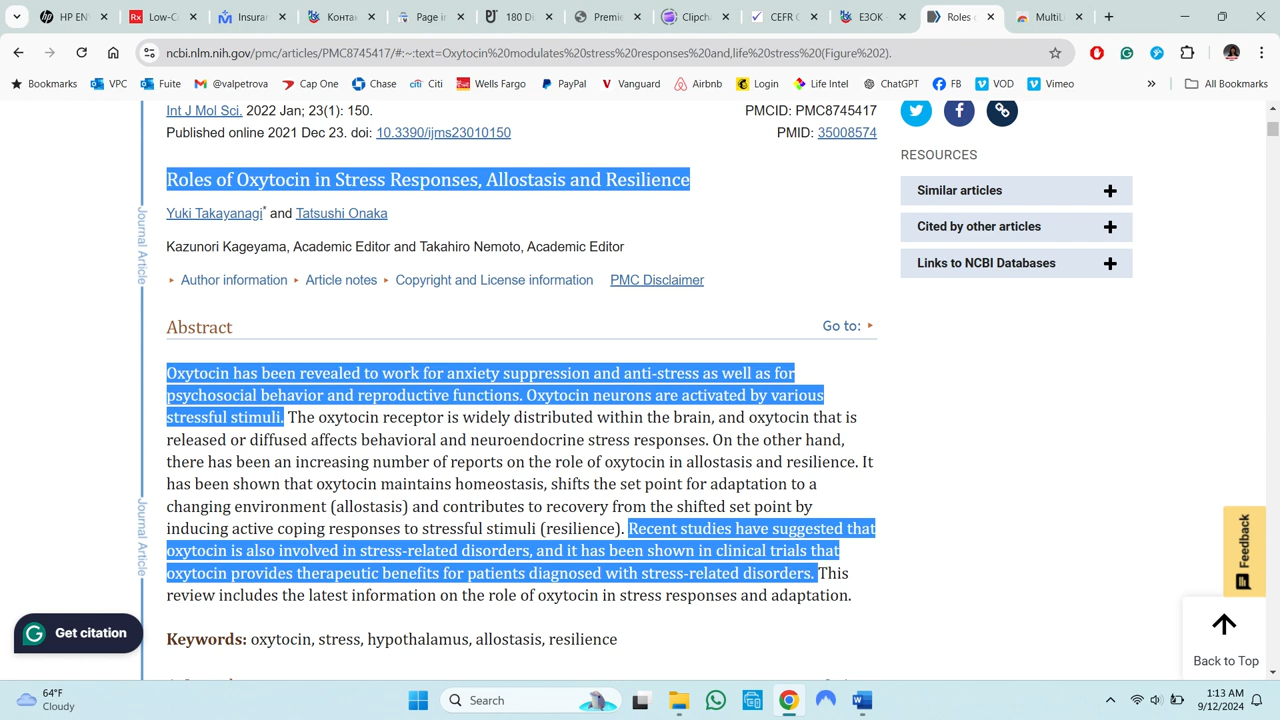 HP EN
Low-C
Insurar
Контак
Page in
180 Di
Premie
Clipcha
CEFR G
ЕЗОК -
Roles c
MultiL
ncbi.nlm.nih.gov/pmc/articles/PMC8745417/#:~:text=Oxytocin%20modulates%20stress%20responses%20and,life%20stress%20(Figure%202).
Bookmarks VPC Fuite @valpetrova Cap One Chase Citi Wells Fargo PayPal Vanguard Airbnb Login Life Intel ChatGPT FB VOD Vimeo » All Bookmarks
Int J Mol Sci. 2022 Jan; 23(1): 150.
PMCID: PMC8745417
Published online 2021 Dec 23. doi: 10.3390/ijms23010150
PMID: 35008574
Roles of Oxytocin in Stress Responses, Allostasis and Resilience
Yuki Takayanagi* and Tatsushi Onaka
Kazunori Kageyama, Academic Editor and Takahiro Nemoto, Academic Editor
Author information Article notes Copyright and License information PMC Disclaimer
Abstract
Go to:
Oxytocin has been revealed to work for anxiety suppression and anti-stress as well as for
psychosocial behavior and reproductive functions. Oxytocin neurons are activated by various
stressful stimuli. The oxytocin receptor is widely distributed within the brain, and oxytocin that is
released or diffused affects behavioral and neuroendocrine stress responses. On the other hand,
there has been an increasing number of reports on the role of oxytocin in allostasis and resilience. It
has been shown that oxytocin maintains homeostasis, shifts the set point for adaptation to a
changing environment (allostasis) and contributes to recovery from the shifted set point by
inducing active coping responses to stressful stimuli (resilience). Recent studies have suggested that
oxytocin is also involved in stress-related disorders, and it has been shown in clinical trials that
oxytocin provides therapeutic benefits for patients diagnosed with stress-related disorders. This
review includes the latest information on the role of oxytocin in stress responses and adaptation.
Keywords: oxytocin, stress, hypothalamus, allostasis, resilience
Journal Article
Journal Article
RESOURCES
Similar articles
Cited by other articles
Links to NCBI Databases
Feedback
Back to Top
Get citation
64°F
Cloudy
Search
1:13 AM
9/12/2024